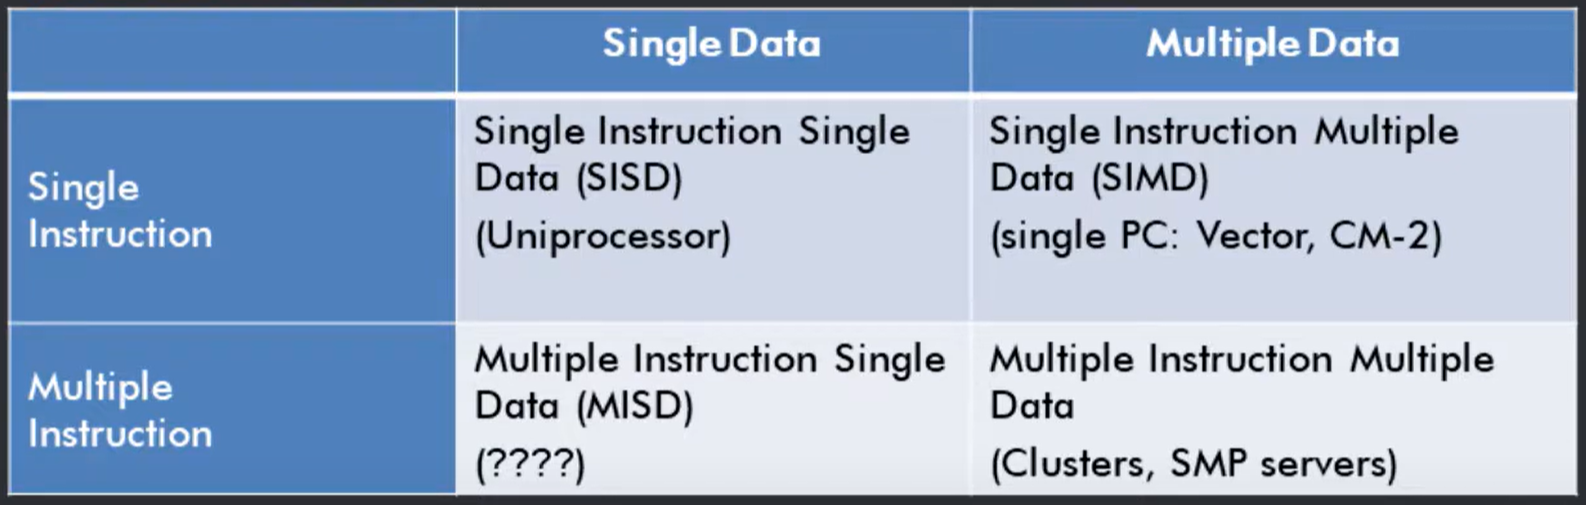 Single Data
Multiple Data
Single
Instruction
Single Instruction Single
Data (SISD)
(Uniprocessor)
Single Instruction Multiple
Data (SIMD)
(single PC: Vector, CM-2)
Multiple
Instruction
Multiple Instruction Single
Data (MISD)
(????)
Multiple Instruction Multiple
Data
(Clusters, SMP servers)